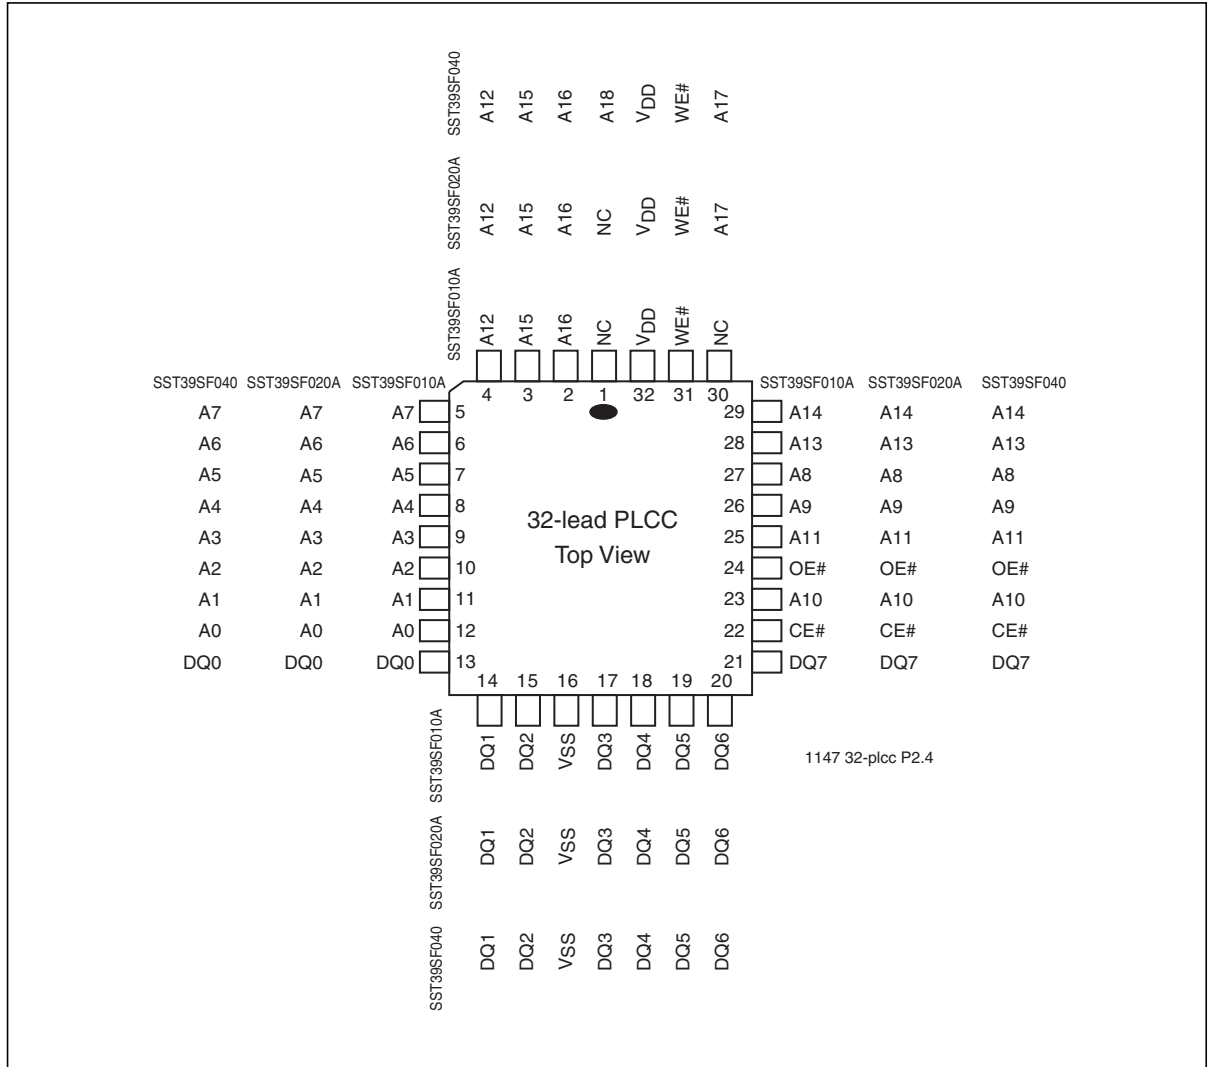 SST39SF040 A12 A15 A16 A18 VDD WE# A17
SST39SF020A A12 A15 A16 NC VDD WE# A17
SST39SF010A A12 A15 A16 NC VDD WE# NC
4 3 2 1 32 31 30
SST39SF040 SST39SF020A SST39SF010A SST39SF010A SST39SF020A SST39SF040
A7 A7 A7 5 29 A14 A14 A14
A6 A6 A6 6 28 A13 A13 A13
A5 A5 A5 7 27 A8 A8 A8
A4 A4 A4 8 26 A9 A9 A9
32-lead PLCC
A3 A3 A3 9 25 A11 A11 A11
Top View
A2 A2 A2 10 24 OE# OE# OE#
A1 A1 A1 11 23 A10 A10 A10
A0 A0 A0 12 22 CE# CE# CE#
DQ0 DQ0 DQ0 13 21 DQ7 DQ7 DQ7
14 15 16 17 18 19 20
SST39SF010A DQ1 DQ2 VSS DQ3 DQ4 DQ5 DQ6
1147 32-plcc P2.4
SST39SF020A DQ1 DQ2 VSS DQ3 DQ4 DQ5 DQ6
SST39SF040 DQ1 DQ2 VSS DQ3 DQ4 DQ5 DQ6